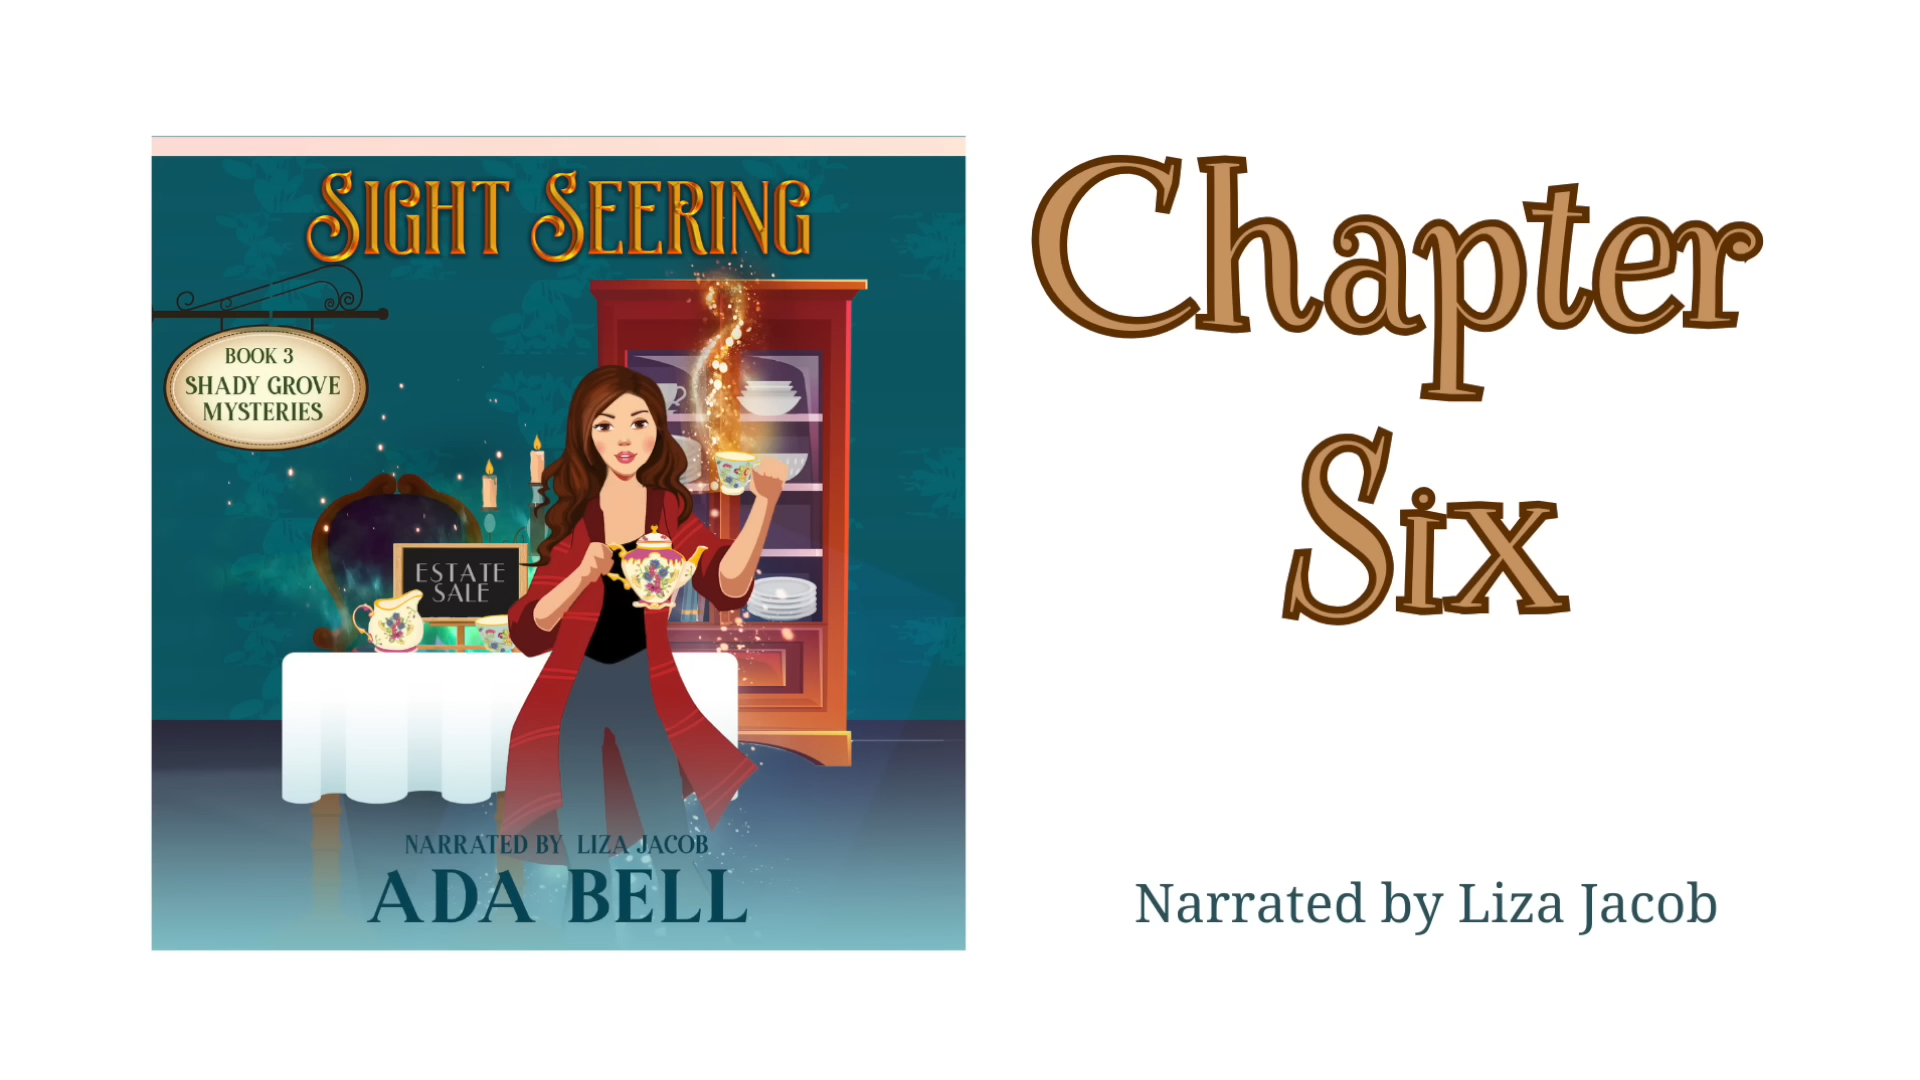 SIGHT SEERING
BOOK 3
SHADY GROVE
MYSTERIES
ESTATE
SALE
NARRATED BY LIZA JACOB
ADA BELL
Chapter
Six
Narrated by Liza Jacob